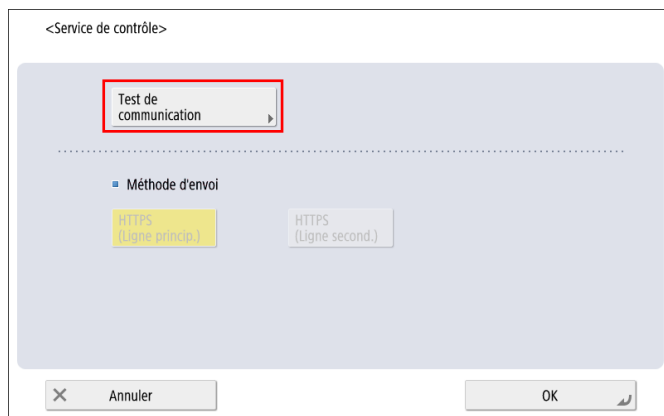 <Service de contrôle>
Test de
communication
Méthode d'envoi
HTTPS
(Ligne princip.)
HTTPS
(Ligne second.)
Annuler
OK